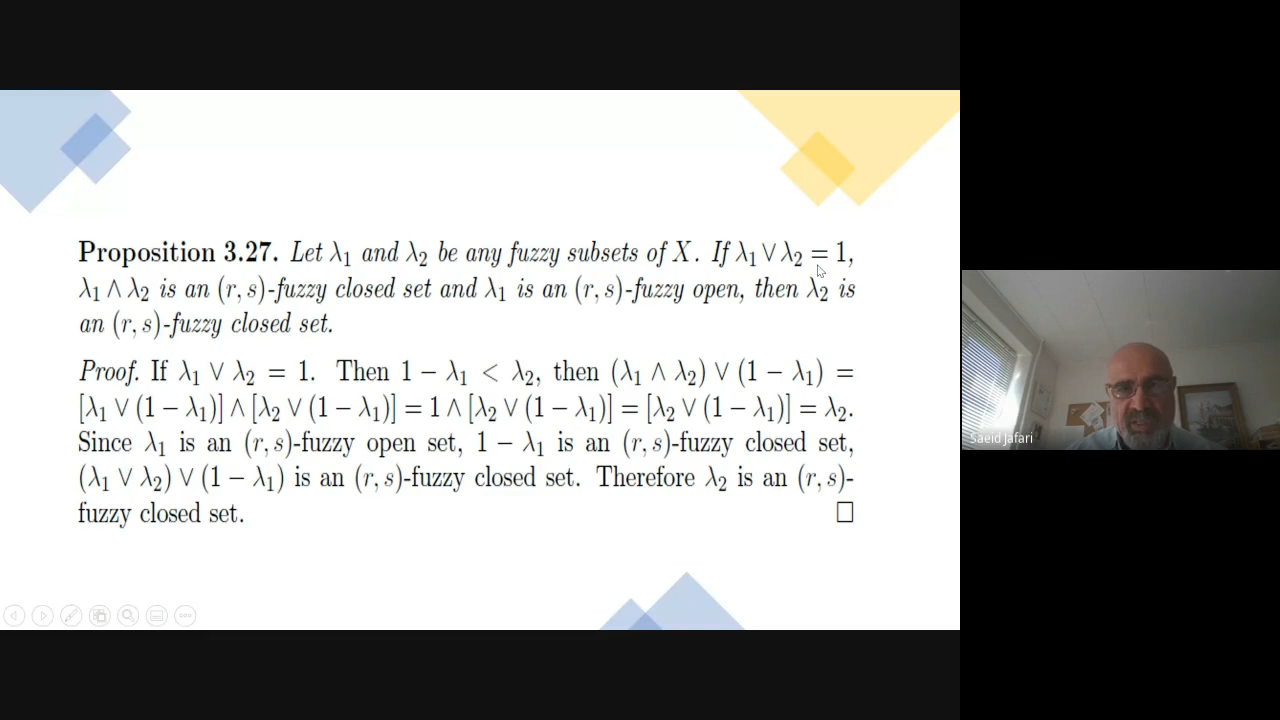 Proposition 3.27. Let λ₁ and λ₂ be any fuzzy subsets of X. If λ₁ ∨ λ₂ = 1,
λ₁ ∧ λ₂ is an (r, s)-fuzzy closed set and λ₁ is an (r, s)-fuzzy open, then λ₂ is
an (r, s)-fuzzy closed set.
Proof. If λ₁ ∨ λ₂ = 1. Then 1 − λ₁ < λ₂, then (λ₁ ∧ λ₂) ∨ (1 − λ₁) =
[λ₁ ∨ (1 − λ₁)] ∧ [λ₂ ∨ (1 − λ₁)] = 1 ∧ [λ₂ ∨ (1 − λ₁)] = [λ₂ ∨ (1 − λ₁)] = λ₂.
Since λ₁ is an (r, s)-fuzzy open set, 1 − λ₁ is an (r, s)-fuzzy closed set,
(λ₁ ∨ λ₂) ∨ (1 − λ₁) is an (r, s)-fuzzy closed set. Therefore λ₂ is an (r, s)-
fuzzy closed set. □
Saeid Jafari